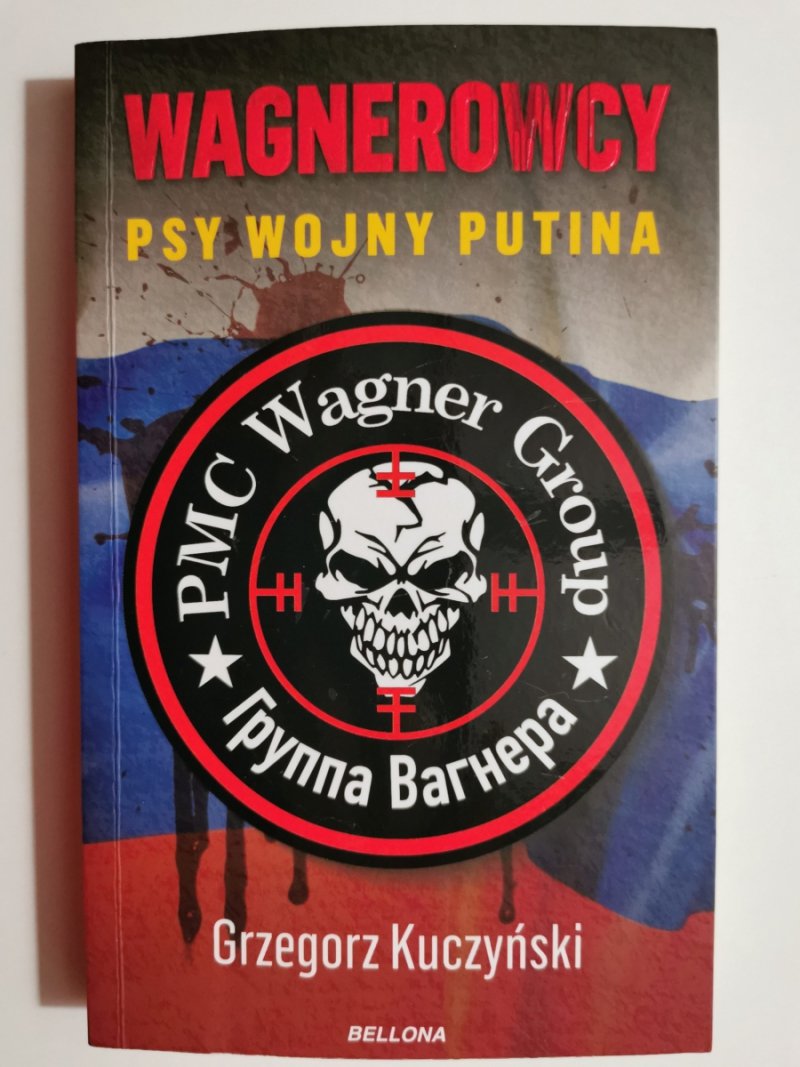 WAGNEROWCY
PSY WOJNY PUTINA
PMC Wagner Group
Группа Вагнера
Grzegorz Kuczyński
BELLONA